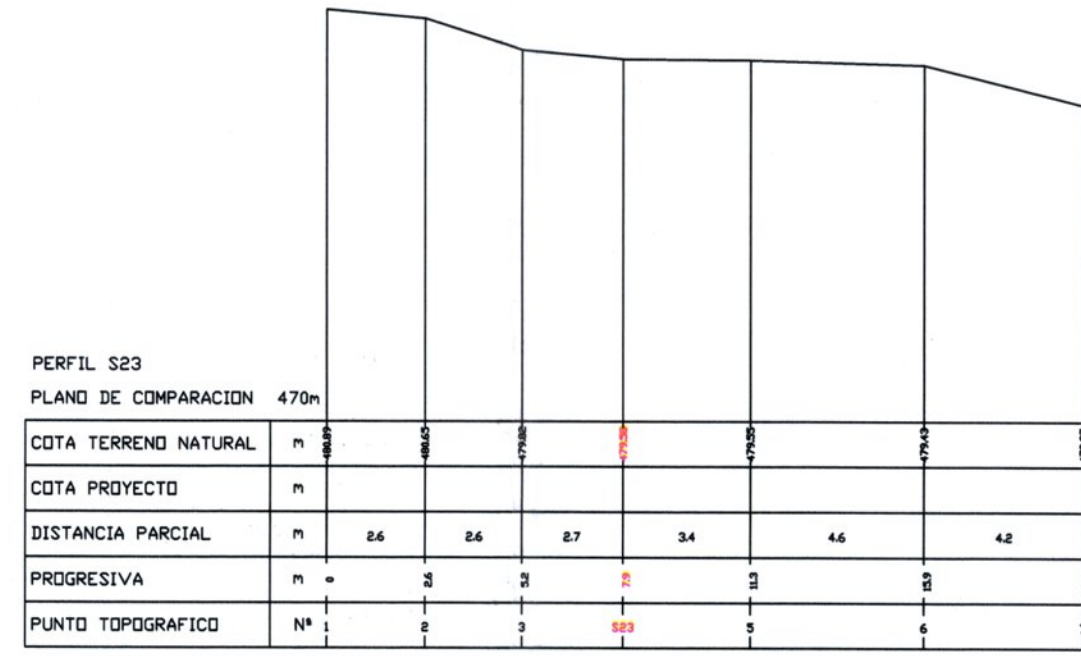 PERFIL S23
PLANO DE COMPARACION 470m
COTA TERRENO NATURAL m 480.89 480.65 479.82 479.58 479.55 479.43
COTA PROYECTO m
DISTANCIA PARCIAL m 2.6 2.6 2.7 3.4 4.6 4.2
PROGRESIVA m 0 2.6 5.2 7.9 11.3 15.9
PUNTO TOPOGRAFICO Nº 1 2 3 S23 5 6